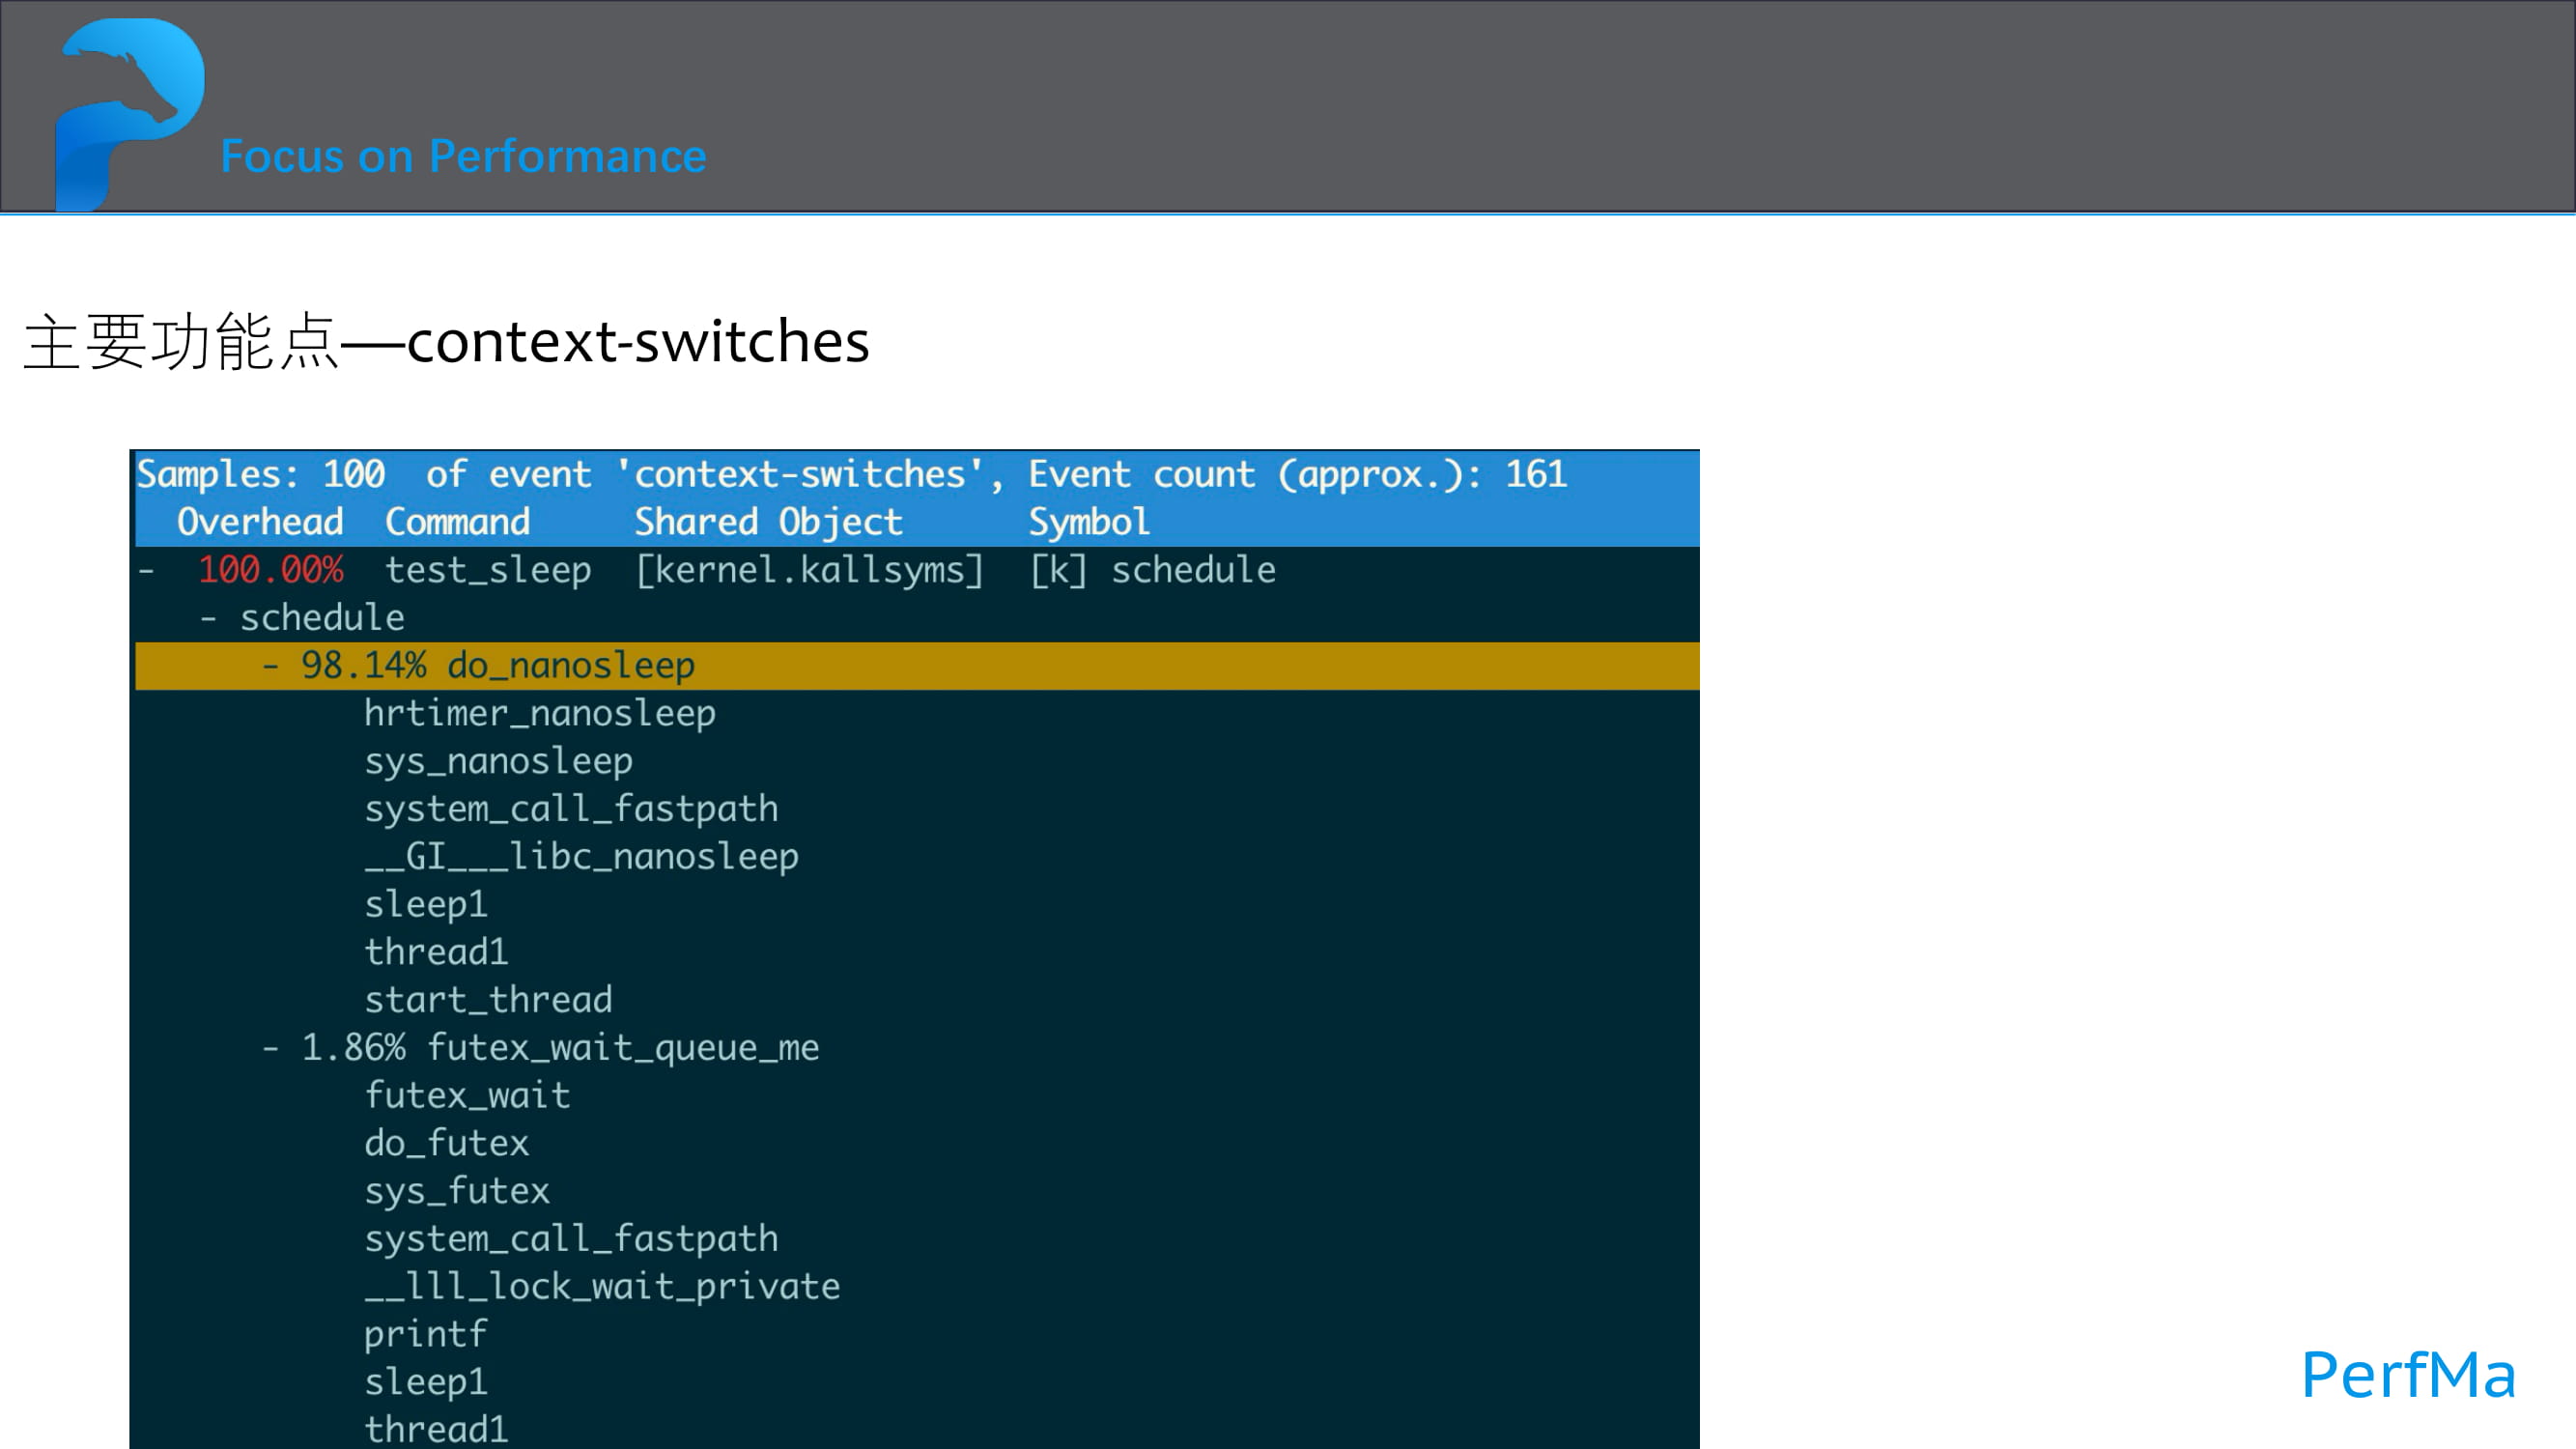 Focus on Performance
主要功能点—context-switches
Samples: 100  of event 'context-switches', Event count (approx.): 161
Overhead  Command     Shared Object      Symbol
-  100.00%  test_sleep  [kernel.kallsyms]  [k] schedule
- schedule
- 98.14% do_nanosleep
hrtimer_nanosleep
sys_nanosleep
system_call_fastpath
__GI___libc_nanosleep
sleep1
thread1
start_thread
- 1.86% futex_wait_queue_me
futex_wait
do_futex
sys_futex
system_call_fastpath
__lll_lock_wait_private
printf
sleep1
thread1
PerfMa